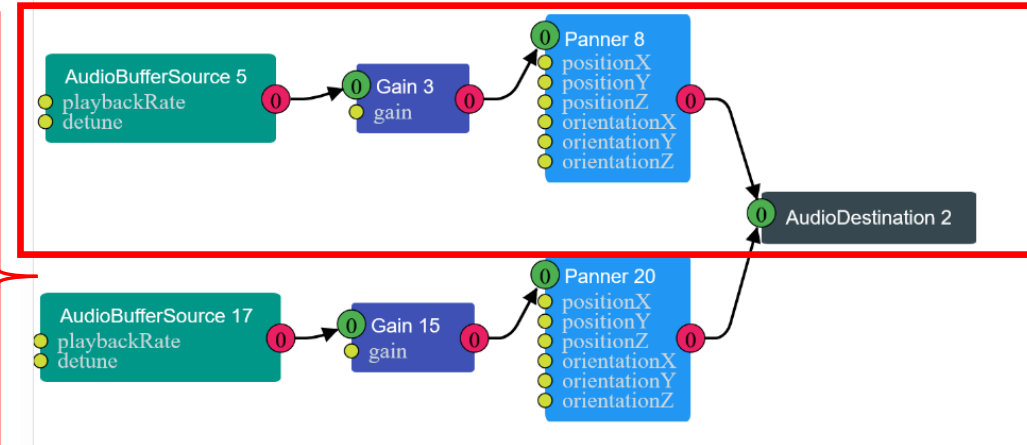 AudioBufferSource 5
playbackRate
detune
0
0
Gain 3
gain
0
0
Panner 8
positionX
positionY
positionZ
orientationX
orientationY
orientationZ
0
0
AudioDestination 2
AudioBufferSource 17
playbackRate
detune
0
0
Gain 15
gain
0
0
Panner 20
positionX
positionY
positionZ
orientationX
orientationY
orientationZ
0